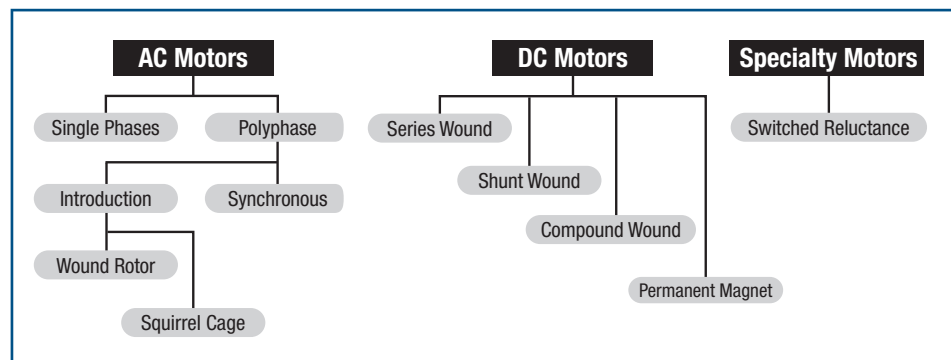 AC Motors
Single Phases
Polyphase
Introduction
Synchronous
Wound Rotor
Squirrel Cage
DC Motors
Series Wound
Shunt Wound
Compound Wound
Permanent Magnet
Specialty Motors
Switched Reluctance